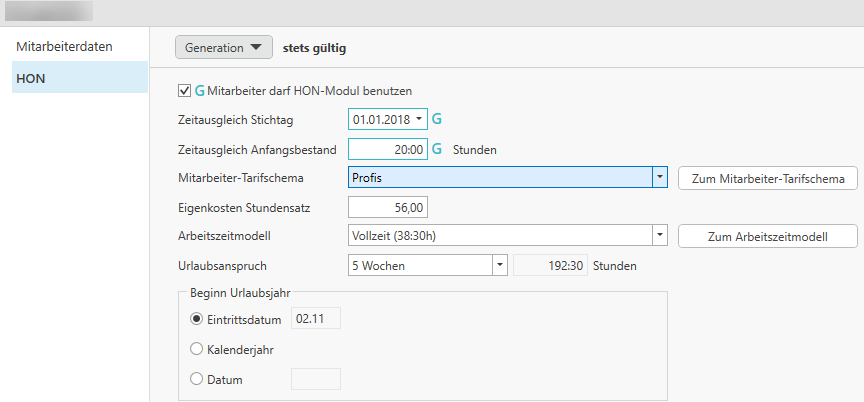 Mitarbeiterdaten
HON
Generation stets gültig
G Mitarbeiter darf HON-Modul benutzen
Zeitausgleich Stichtag 01.01.2018 G
Zeitausgleich Anfangsbestand 20:00 G Stunden
Mitarbeiter-Tarifschema Profis Zum Mitarbeiter-Tarifschema
Eigenkosten Stundensatz 56,00
Arbeitszeitmodell Vollzeit (38:30h) Zum Arbeitszeitmodell
Urlaubsanspruch 5 Wochen 192:30 Stunden
Beginn Urlaubsjahr
Eintrittsdatum 02.11
Kalenderjahr
Datum